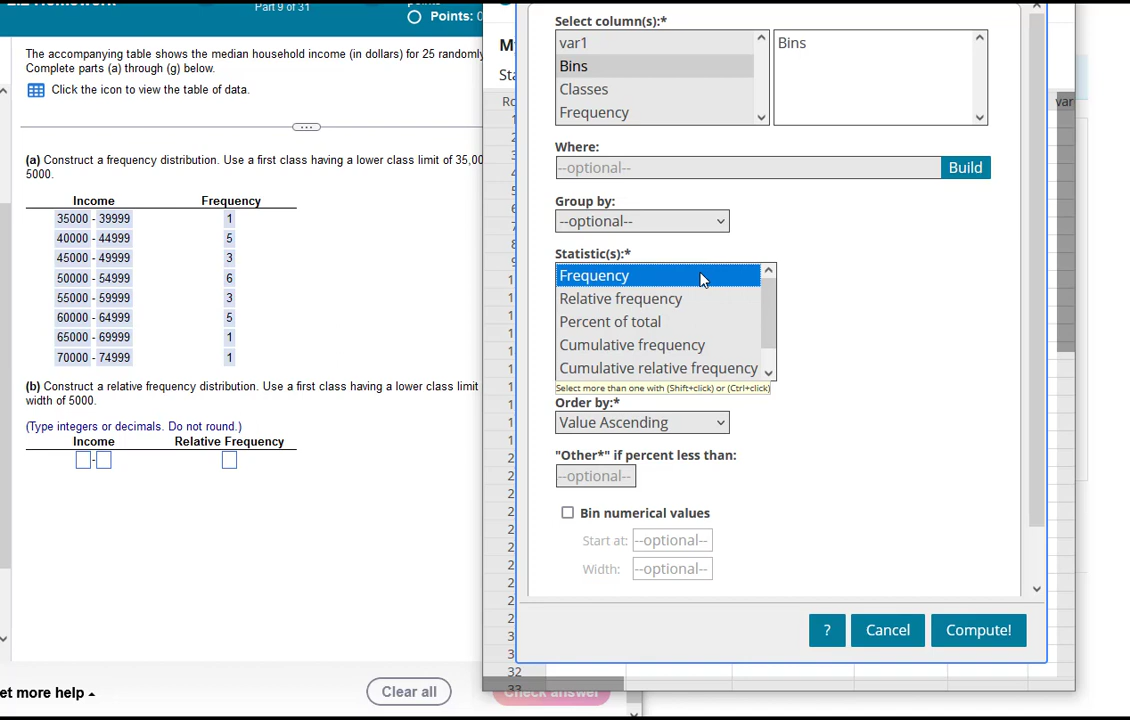 Part 9 of 31
Points: 0
The accompanying table shows the median household income (in dollars) for 25 randomly
Complete parts (a) through (g) below.
Click the icon to view the table of data.
(a) Construct a frequency distribution. Use a first class having a lower class limit of 35,00
5000.
Income Frequency
35000 - 39999 1
40000 - 44999 5
45000 - 49999 3
50000 - 54999 6
55000 - 59999 3
60000 - 64999 5
65000 - 69999 1
70000 - 74999 1
(b) Construct a relative frequency distribution. Use a first class having a lower class limit
width of 5000.
(Type integers or decimals. Do not round.)
Income Relative Frequency
-
et more help
Clear all
Check answer
Select column(s):*
var1
Bins
Classes
Frequency
Bins
Where:
--optional--
Build
Group by:
--optional--
Statistic(s):*
Frequency
Relative frequency
Percent of total
Cumulative frequency
Cumulative relative frequency
Select more than one with (Shift+click) or (Ctrl+click)
Order by:*
Value Ascending
"Other*" if percent less than:
--optional--
Bin numerical values
Start at: --optional--
Width: --optional--
?
Cancel
Compute!
var
32
33